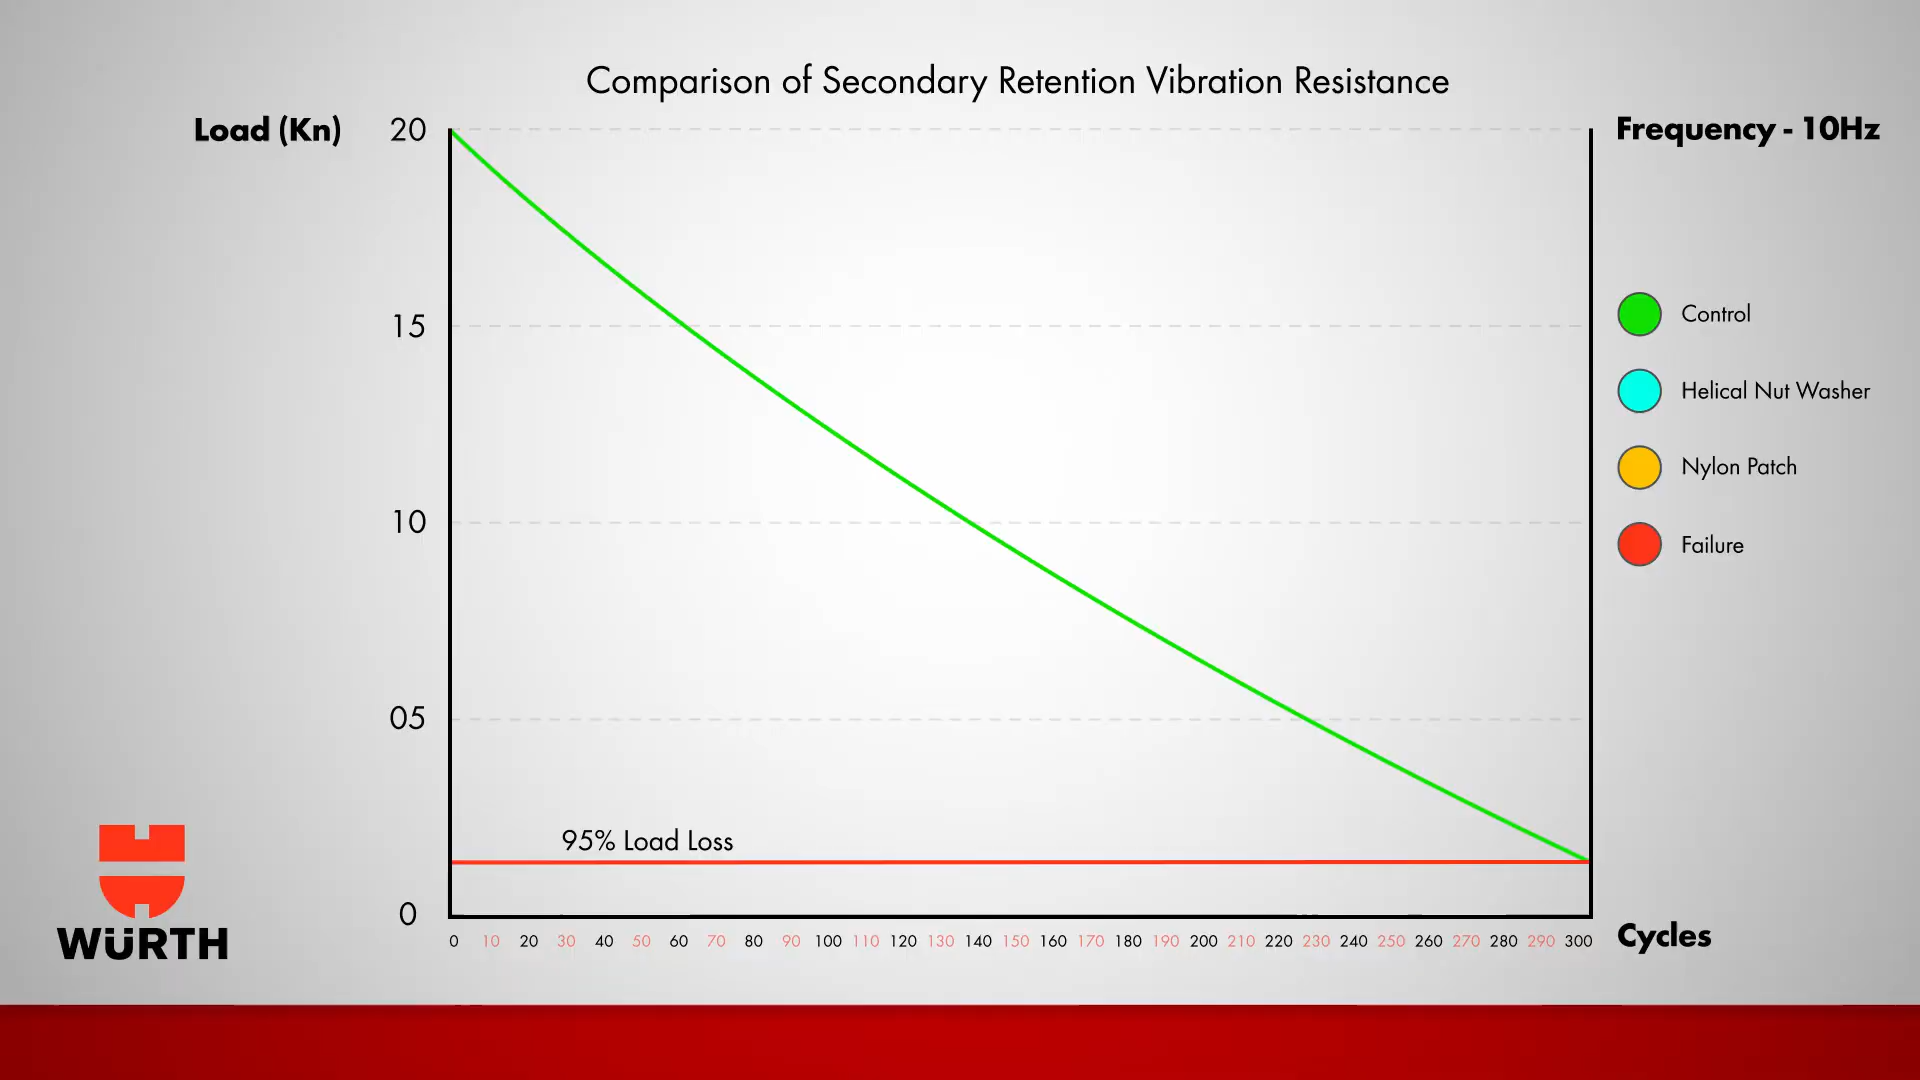 Comparison of Secondary Retention Vibration Resistance
Load (Kn)
Frequency - 10Hz
20
15
10
05
0
Control
Helical Nut Washer
Nylon Patch
Failure
95% Load Loss
0 10 20 30 40 50 60 70 80 90 100 110 120 130 140 150 160 170 180 190 200 210 220 230 240 250 260 270 280 290 300
Cycles
WÜRTH